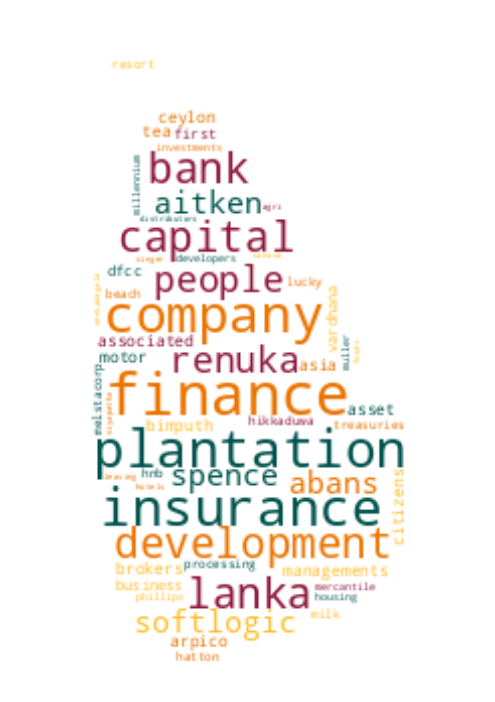 resort
ceylon
tea first
investments
millennium
bank
aitken agri
distributors
capital
singer developers
dfcc people lucky
beach
company vardhana
associated
motor renuka asia muller
melstacorp
finance asset
bimputh hikkaduwa treasuries
plantation
leasing hnb spence abans
hotels
citizens
insurance
development
brokers processing managements
business lanka mercantile
phillips housing
softlogic milk
arpico
hatton